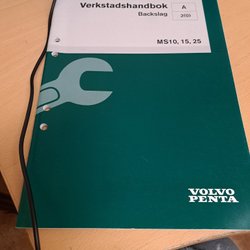 Verkstadshandbok
Backslag
A
2(0)
MS10, 15, 25
VOLVO
PENTA